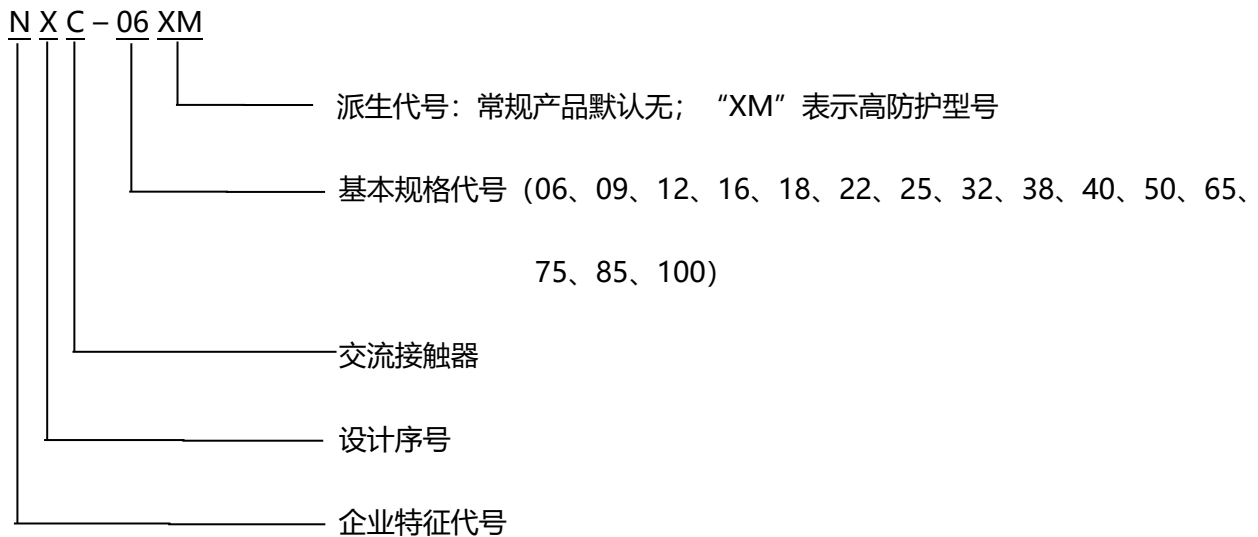 N X C – 06 XM
派生代号：常规产品默认无；“XM”表示高防护型号
基本规格代号（06、09、12、16、18、22、25、32、38、40、50、65、
75、85、100）
交流接触器
设计序号
企业特征代号